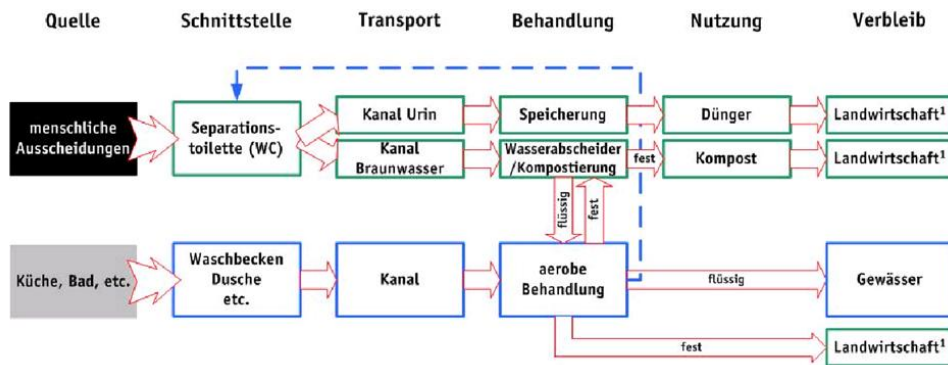 Quelle Schnittstelle Transport Behandlung Nutzung Verbleib
menschliche
Ausscheidungen
Separations-
toilette (WC)
Kanal Urin
Speicherung
Dünger
Landwirtschaft¹
Kanal
Braunwasser
Wasserabscheider
/Kompostierung
fest
Kompost
Landwirtschaft¹
flüssig
fest
Küche, Bad, etc.
Waschbecken
Dusche
etc.
Kanal
aerobe
Behandlung
flüssig
Gewässer
fest
Landwirtschaft¹